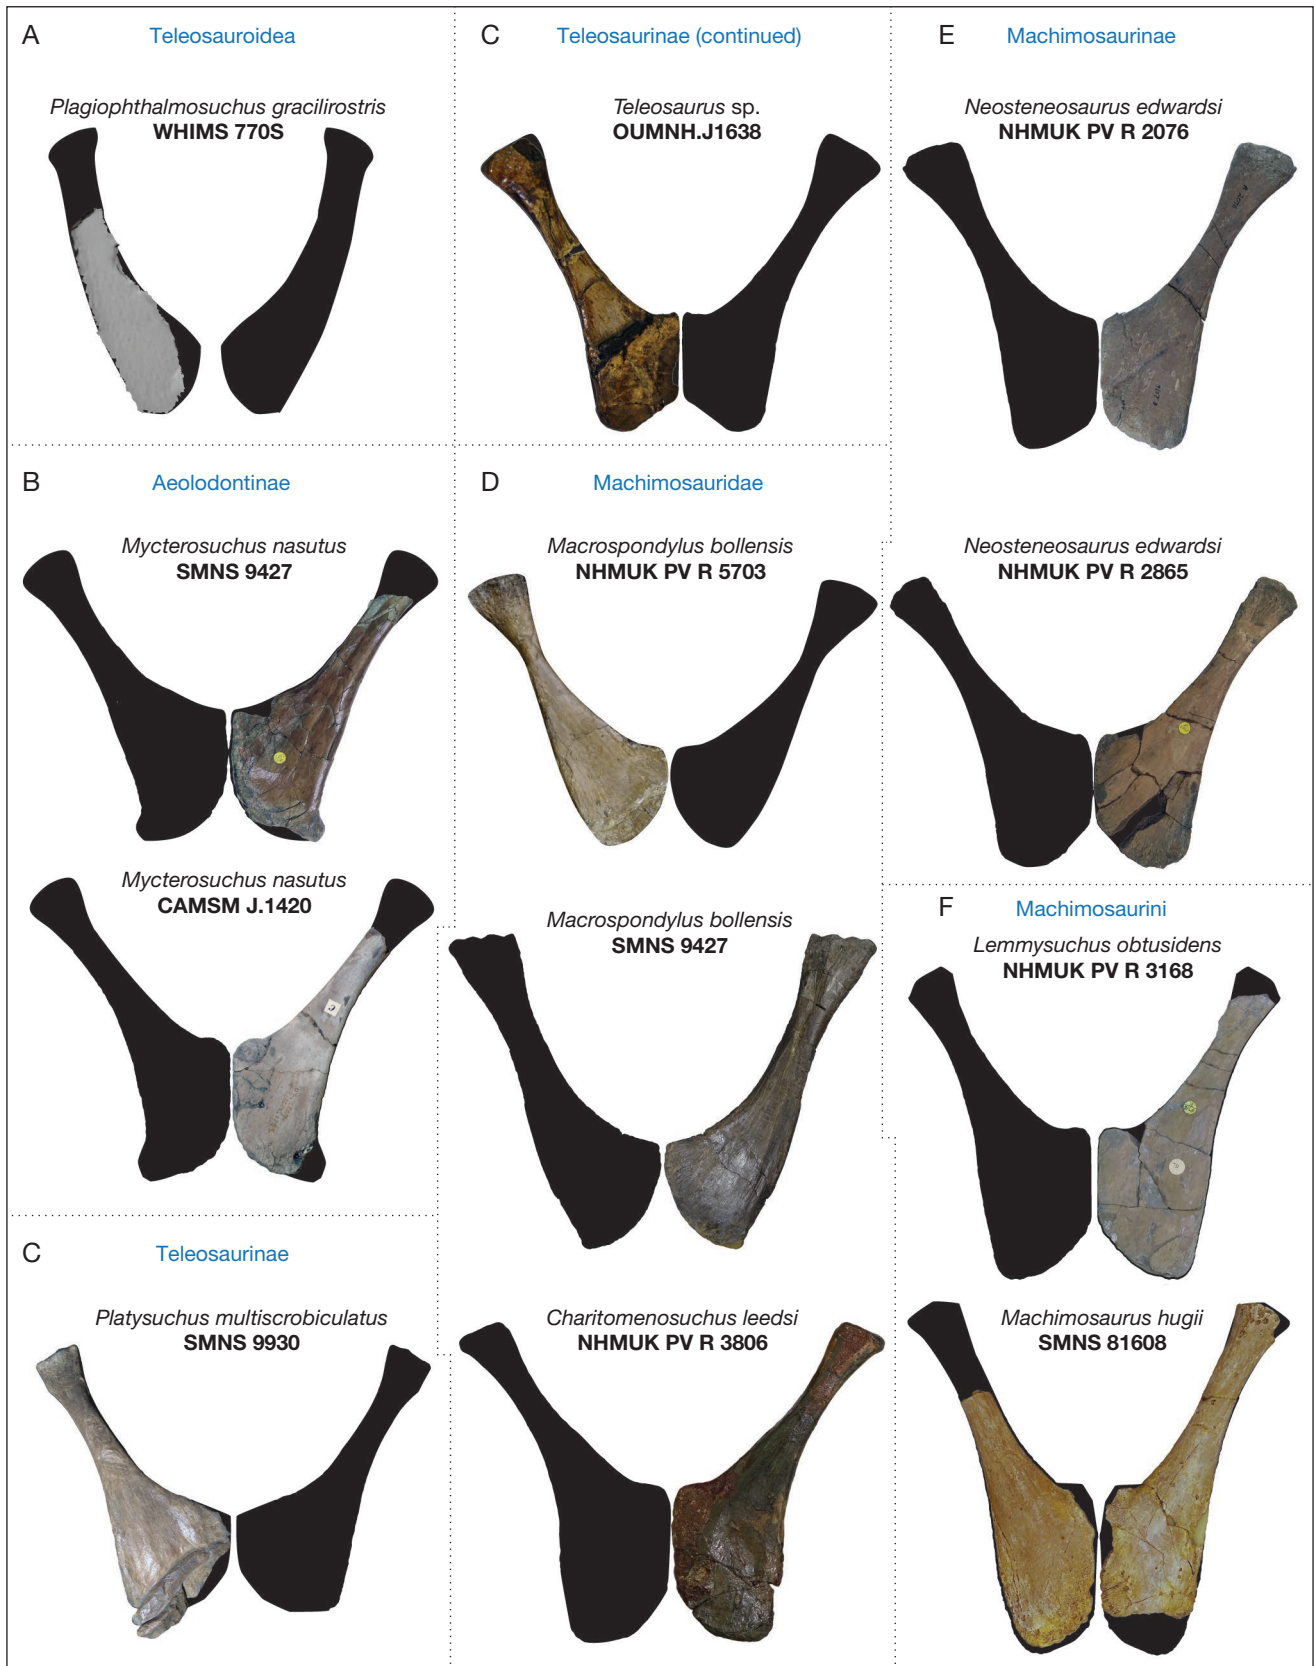 A Teleosauroidea
Plagiophthalmosuchus gracilirostris
WHIMS 770S
B Aeolodontinae
Mycterosuchus nasutus
SMNS 9427
Mycterosuchus nasutus
CAMSM J.1420
C Teleosaurinae
Platysuchus multiscrobiculatus
SMNS 9930
C Teleosaurinae (continued)
Teleosaurus sp.
OUMNH.J1638
D Machimosauridae
Macrospondylus bollensis
NHMUK PV R 5703
Macrospondylus bollensis
SMNS 9427
Charitomenosuchus leedsi
NHMUK PV R 3806
E Machimosaurinae
Neosteneosaurus edwardsi
NHMUK PV R 2076
Neosteneosaurus edwardsi
NHMUK PV R 2865
F Machimosaurini
Lemmysuchus obtusidens
NHMUK PV R 3168
Machimosaurus hugii
SMNS 81608